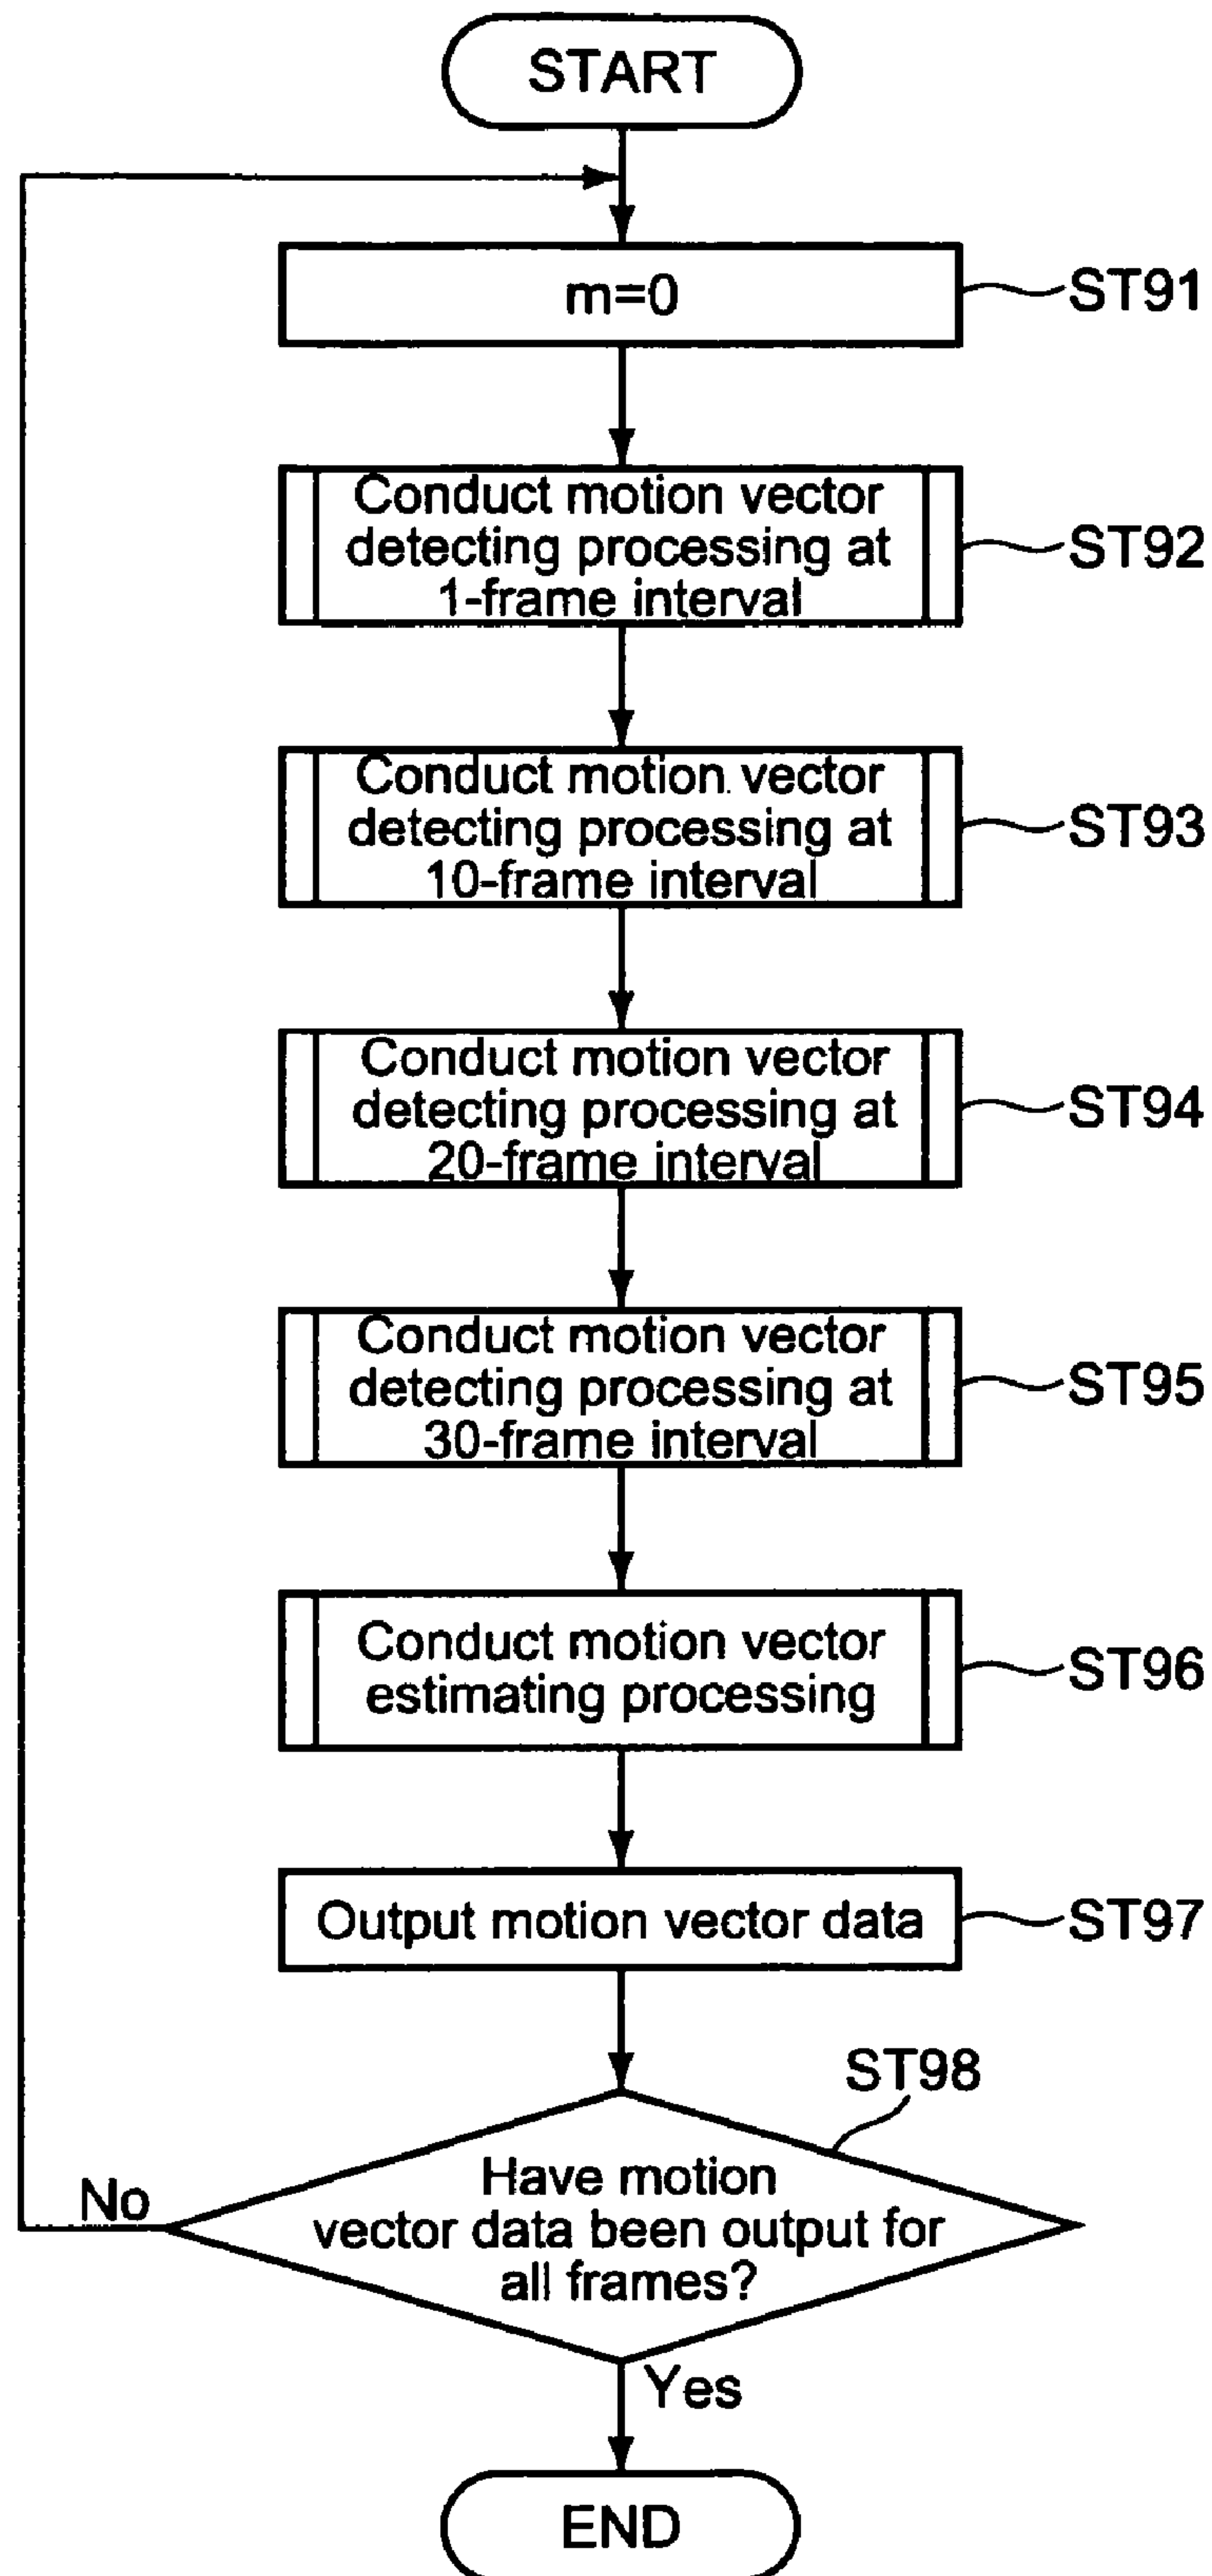 START
m=0
ST91
Conduct motion vector
detecting processing at
1-frame interval
ST92
Conduct motion vector
detecting processing at
10-frame interval
ST93
Conduct motion vector
detecting processing at
20-frame interval
ST94
Conduct motion vector
detecting processing at
30-frame interval
ST95
Conduct motion vector
estimating processing
ST96
Output motion vector data
ST97
ST98
Have motion
vector data been output for
all frames?
No
Yes
END